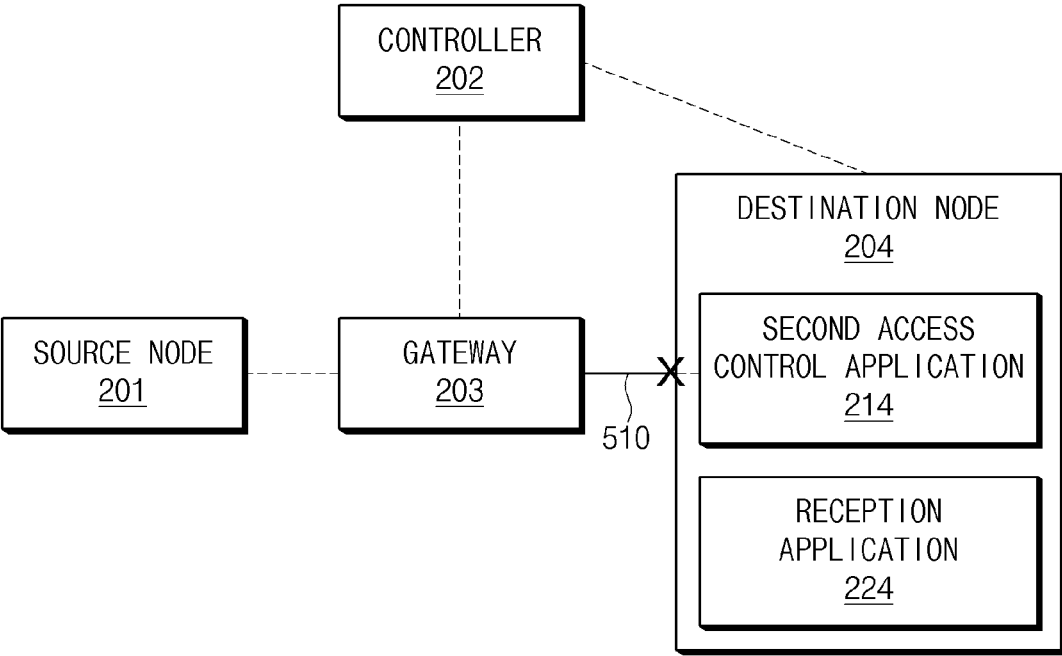 CONTROLLER
202
DESTINATION NODE
204
SOURCE NODE
201
GATEWAY
203
510
SECOND ACCESS
CONTROL APPLICATION
214
RECEPTION
APPLICATION
224